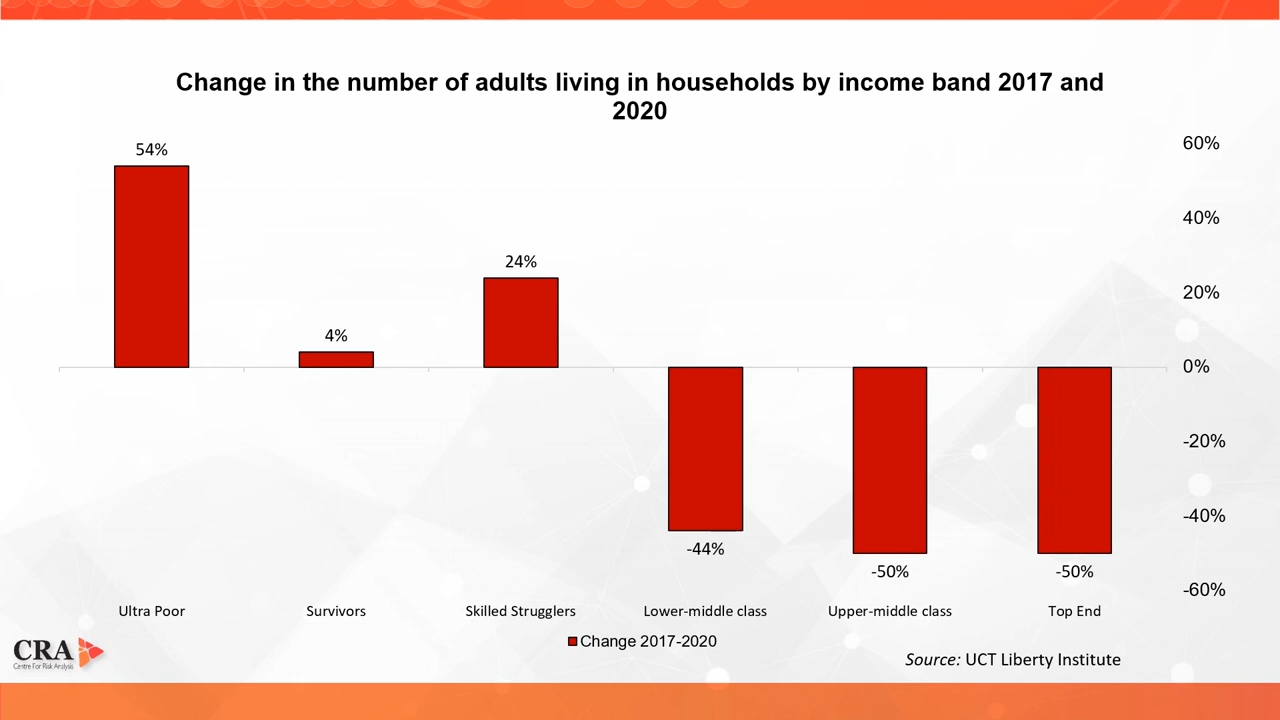 Change in the number of adults living in households by income band 2017 and
2020
54%
4%
24%
-44%
-50%
-50%
60%
40%
20%
0%
-20%
-40%
-60%
Ultra Poor
Survivors
Skilled Strugglers
Lower-middle class
Upper-middle class
Top End
Change 2017-2020
CRA
Centre For Risk Analysis
Source: UCT Liberty Institute